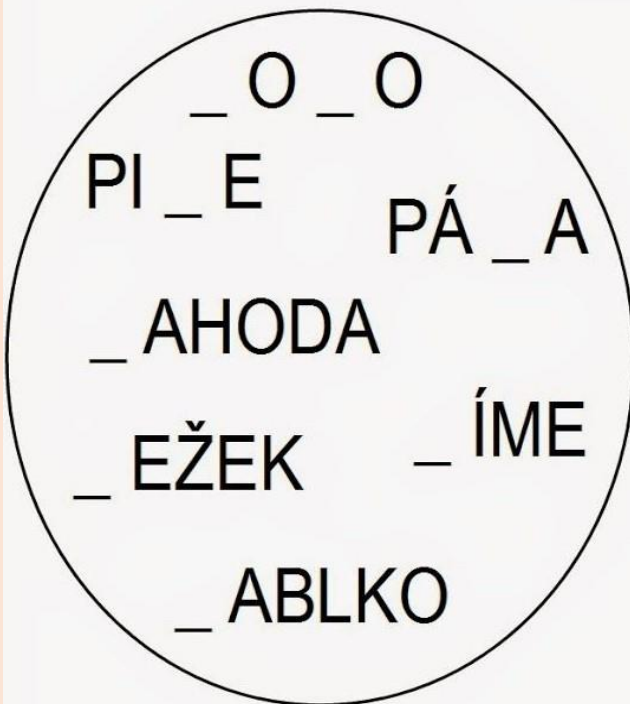 _ O _ O
PI _ E
PÁ _ A
_ AHODA
_ ÍME
_ EŽEK
_ ABLKO